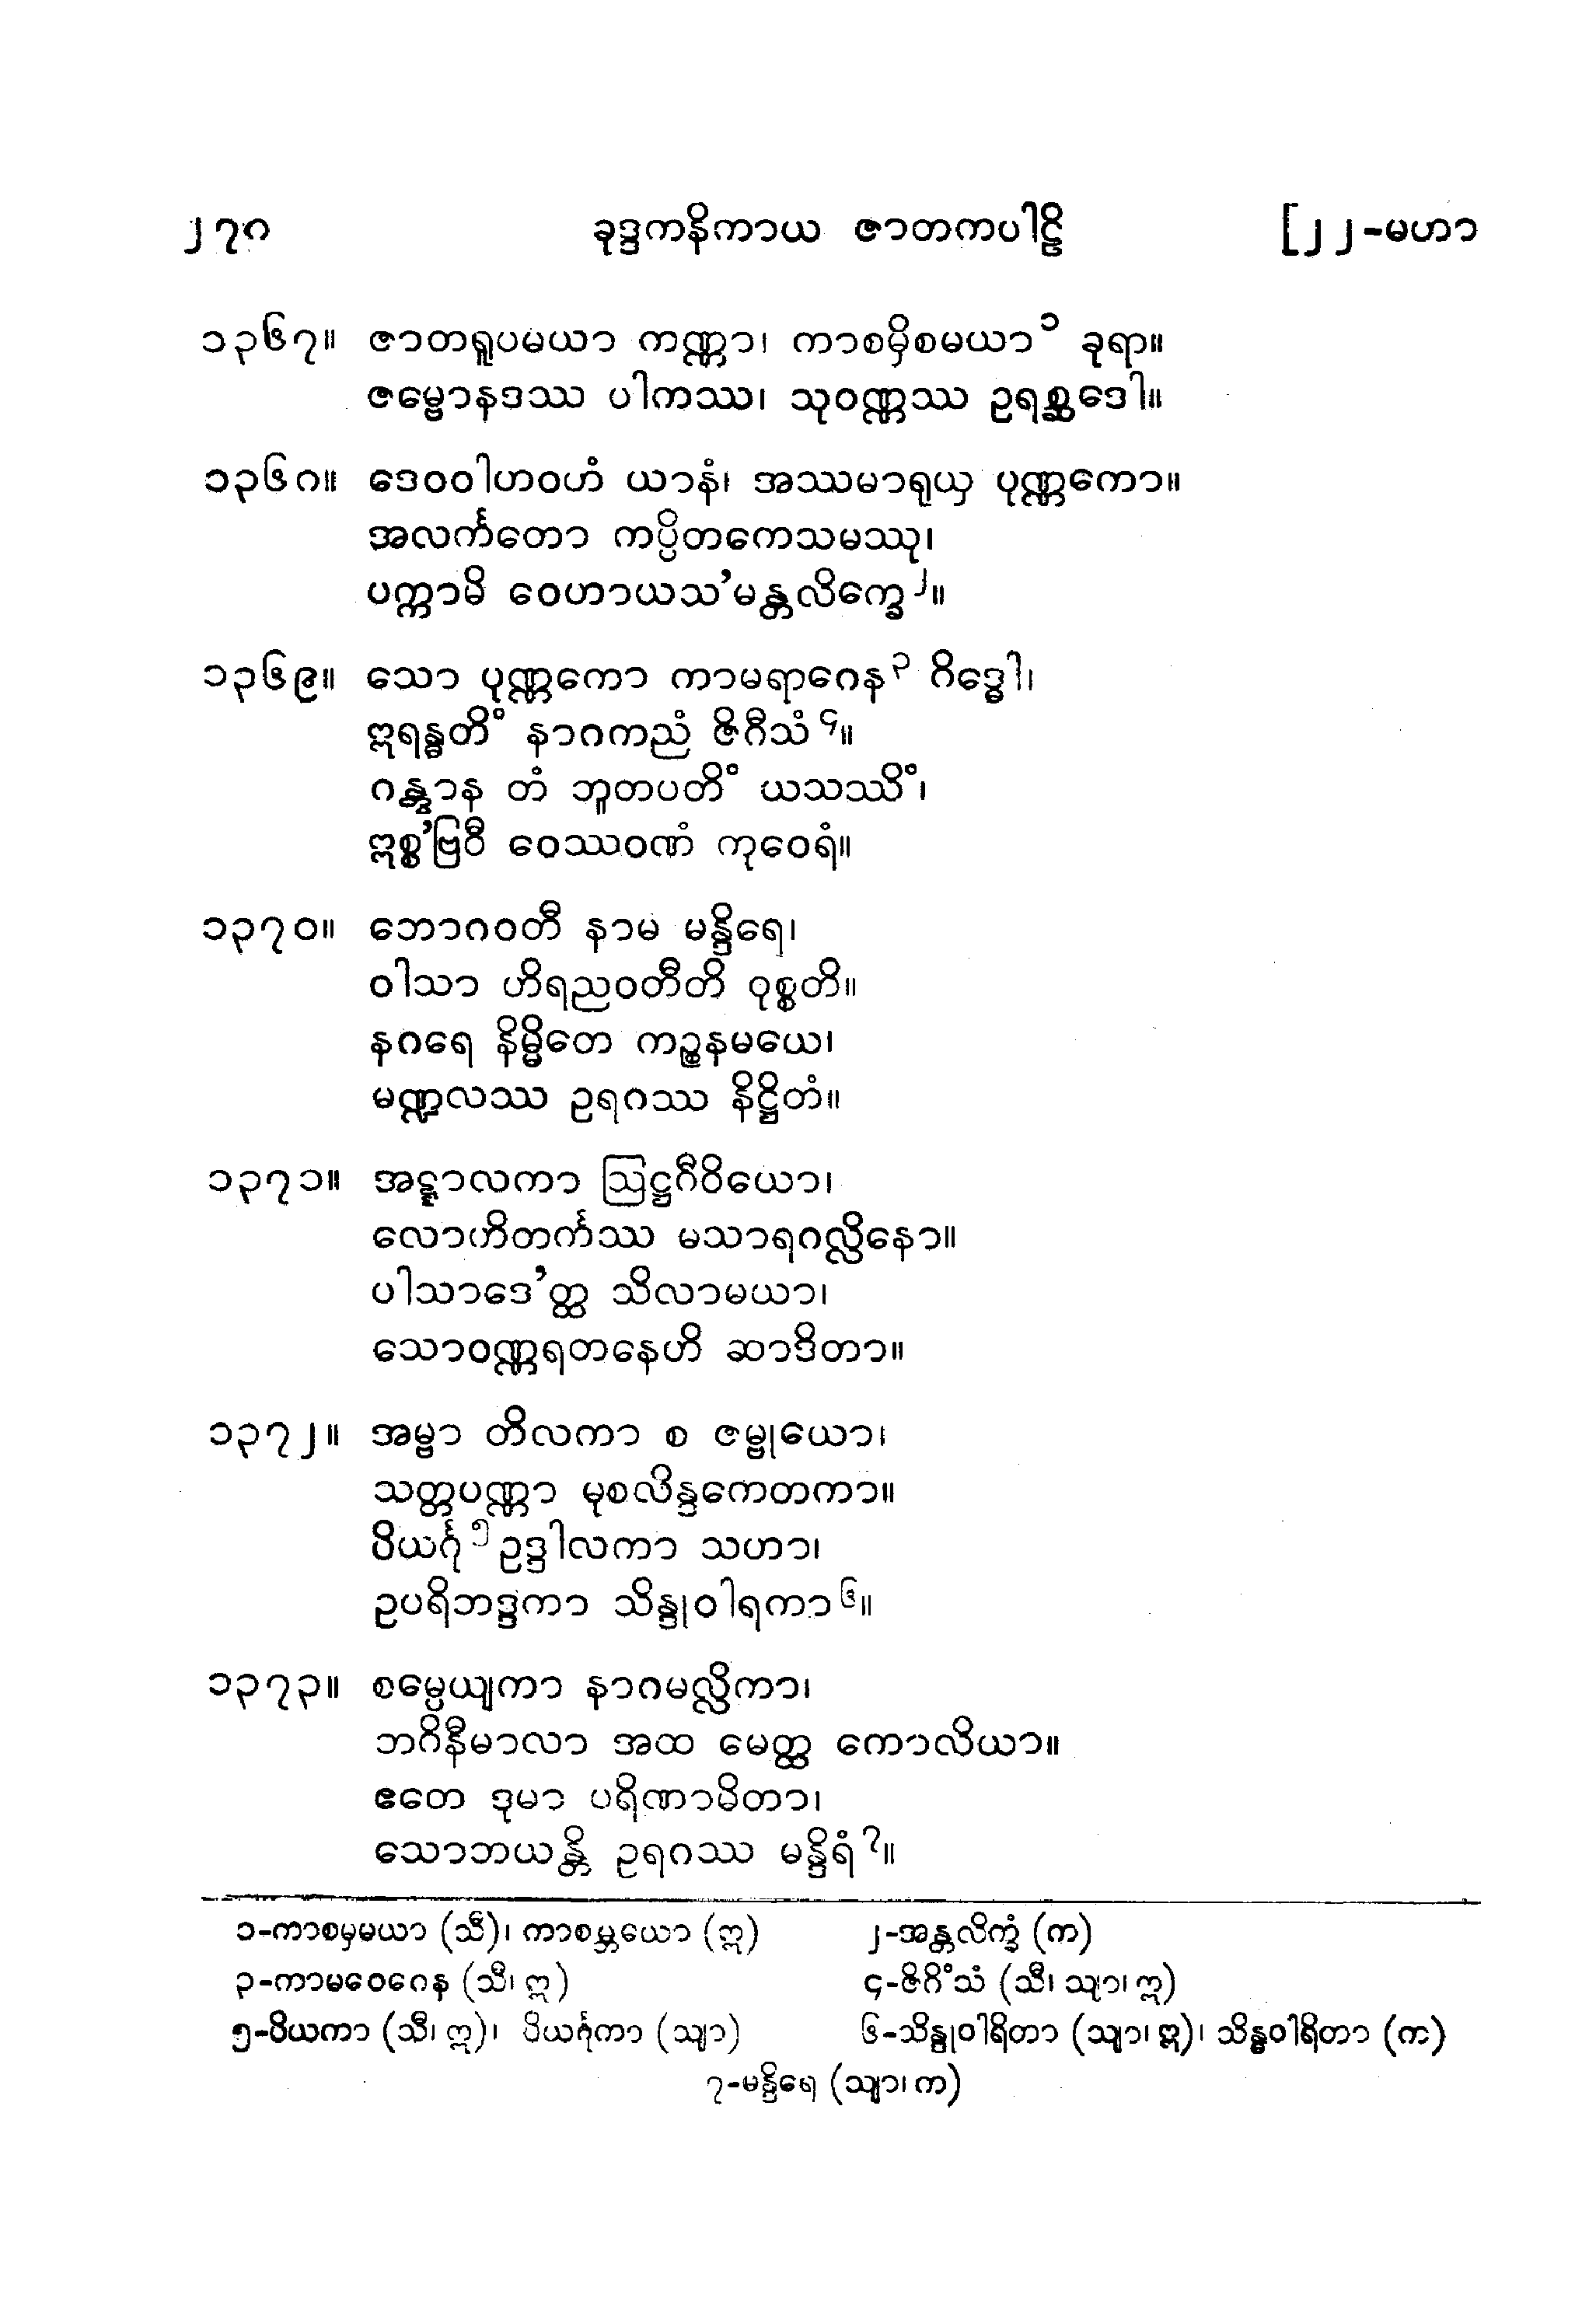 ၂၇၈ ခုဒ္ဒကနိကာယ ဇာတကပါဠိ [၂၂-မဟာ
၁၃၆၇။ ဇာတရူပမယာ ကဏ္ဏာ၊ ကာစမှိစမယာ၁ ခုရာ။
ဇမ္ဗောနဒဿ ပါကဿ၊ သုဝဏ္ဏဿ ဥရစ္ဆဒေါ။
၁၃၆၈။ ဒေဝဝါဟဝဟံ ယာနံ၊ အဿမာရုယှ ပုဏ္ဏကော။
အလင်္ကတော ကပ္ပိတကေသမဿု၊
ပက္ကာမိ ဝေဟာယသ’မန္တလိက္ခေ၂။
၁၃၆၉။ သော ပုဏ္ဏကော ကာမရာဂေန၃ ဂိဒ္ဓေါ၊
ဣရန္ဓတိံ နာဂကညံ ဇိဂီသံ၄။
ဂန္တွာန တံ ဘူတပတိံ ယသဿိံ၊
ဣစ္စ’ဗြဝီ ဝေဿဝဏံ ကုဝေရံ။
၁၃၇၀။ ဘောဂဝတီ နာမ မန္ဒိရေ၊
ဝါသာ ဟိရညဝတီတိ ဝုစ္စတိ။
နဂရေ နိမ္မိတေ ကဉ္စနမယေ၊
မဏ္ဍလဿ ဥရဂဿ နိဋ္ဌိတံ။
၁၃၇၁။ အဋ္ဋာလကာ ဩဋ္ဌဂီဝိယော၊
လောဟိတင်္ကဿ မသာရဂလ္လိနော။
ပါသာဒေ’တ္ထ သိလာမယာ၊
သောဝဏ္ဏရတနေဟိ ဆာဒိတာ။
၁၃၇၂။ အမ္ဗာ တိလကာ စ ဇမ္ဗုယော၊
သတ္တပဏ္ဏာ မုစလိန္ဒကေတကာ။
ပိယင်္ဂု၅ ဥဒ္ဒါလကာ သဟာ၊
ဥပရိဘဒ္ဒကာ သိန္ဒုဝါရကာ၆။
၁၃၇၃။ စမ္ပေယျကာ နာဂမလ္လိကာ၊
ဘဂိနီမာလာ အထ မေတ္ထ ကောလိယာ။
ဧတေ ဒုမာ ပရိဏာမိတာ၊
သောဘယန္တိ ဥရဂဿ မန္ဒိရံ၇။
၁-ကာစမှမယာ (သီ)၊ ကာစမ္ဘယော (ဣ) ၂-အန္တလိက္ခံ (က)
၃-ကာမဝေဂေန (သီ၊ ဣ) ၄-ဇိဂိံသံ (သီ၊ သျာ၊ ဣ)
၅-ပိယကာ (သီ၊ ဣ)၊ ပိယင်္ဂုကာ (သျာ) ၆-သိန္ဒုဝါရိတာ (သျာ၊ ဣ)၊ သိန္ဓဝါရိတာ (က)
၇-မန္ဒိရေ (သျာ၊ က)